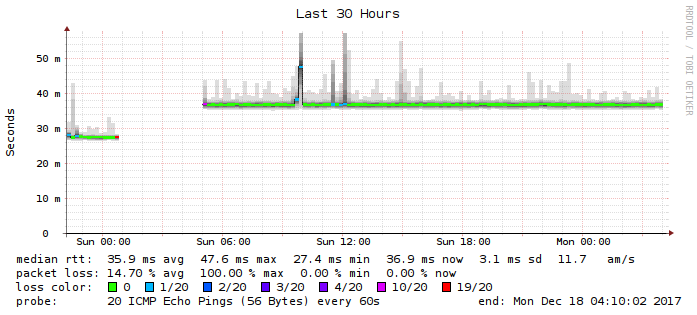 Last 30 Hours
RRDTOOL / TOBI OETIKER
Seconds
50 m
40 m
30 m
20 m
10 m
0
Sun 00:00 Sun 06:00 Sun 12:00 Sun 18:00 Mon 00:00
median rtt: 35.9 ms avg 47.6 ms max 27.4 ms min 36.9 ms now 3.1 ms sd 11.7 am/s
packet loss: 14.70 % avg 100.00 % max 0.00 % min 0.00 % now
loss color: 0 1/20 2/20 3/20 4/20 10/20 19/20
probe: 20 ICMP Echo Pings (56 Bytes) every 60s end: Mon Dec 18 04:10:02 2017